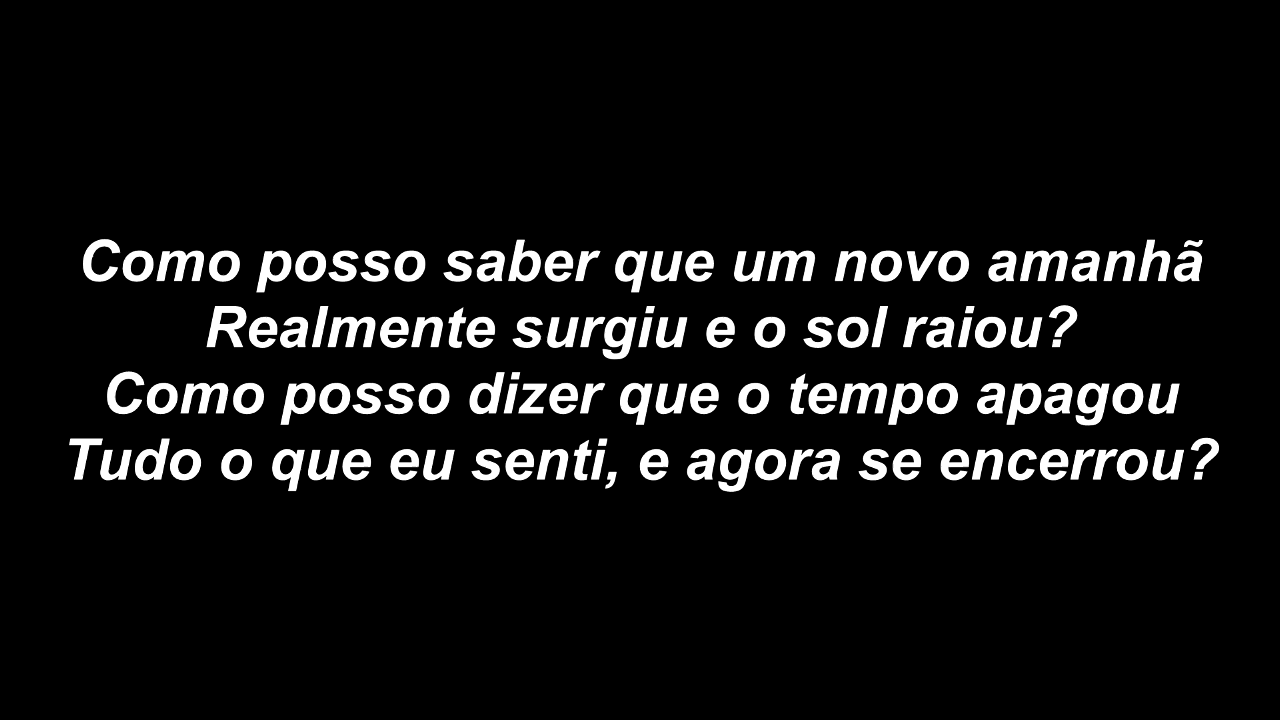 Como posso saber que um novo amanhã
Realmente surgiu e o sol raiou?
Como posso dizer que o tempo apagou
Tudo o que eu senti, e agora se encerrou?